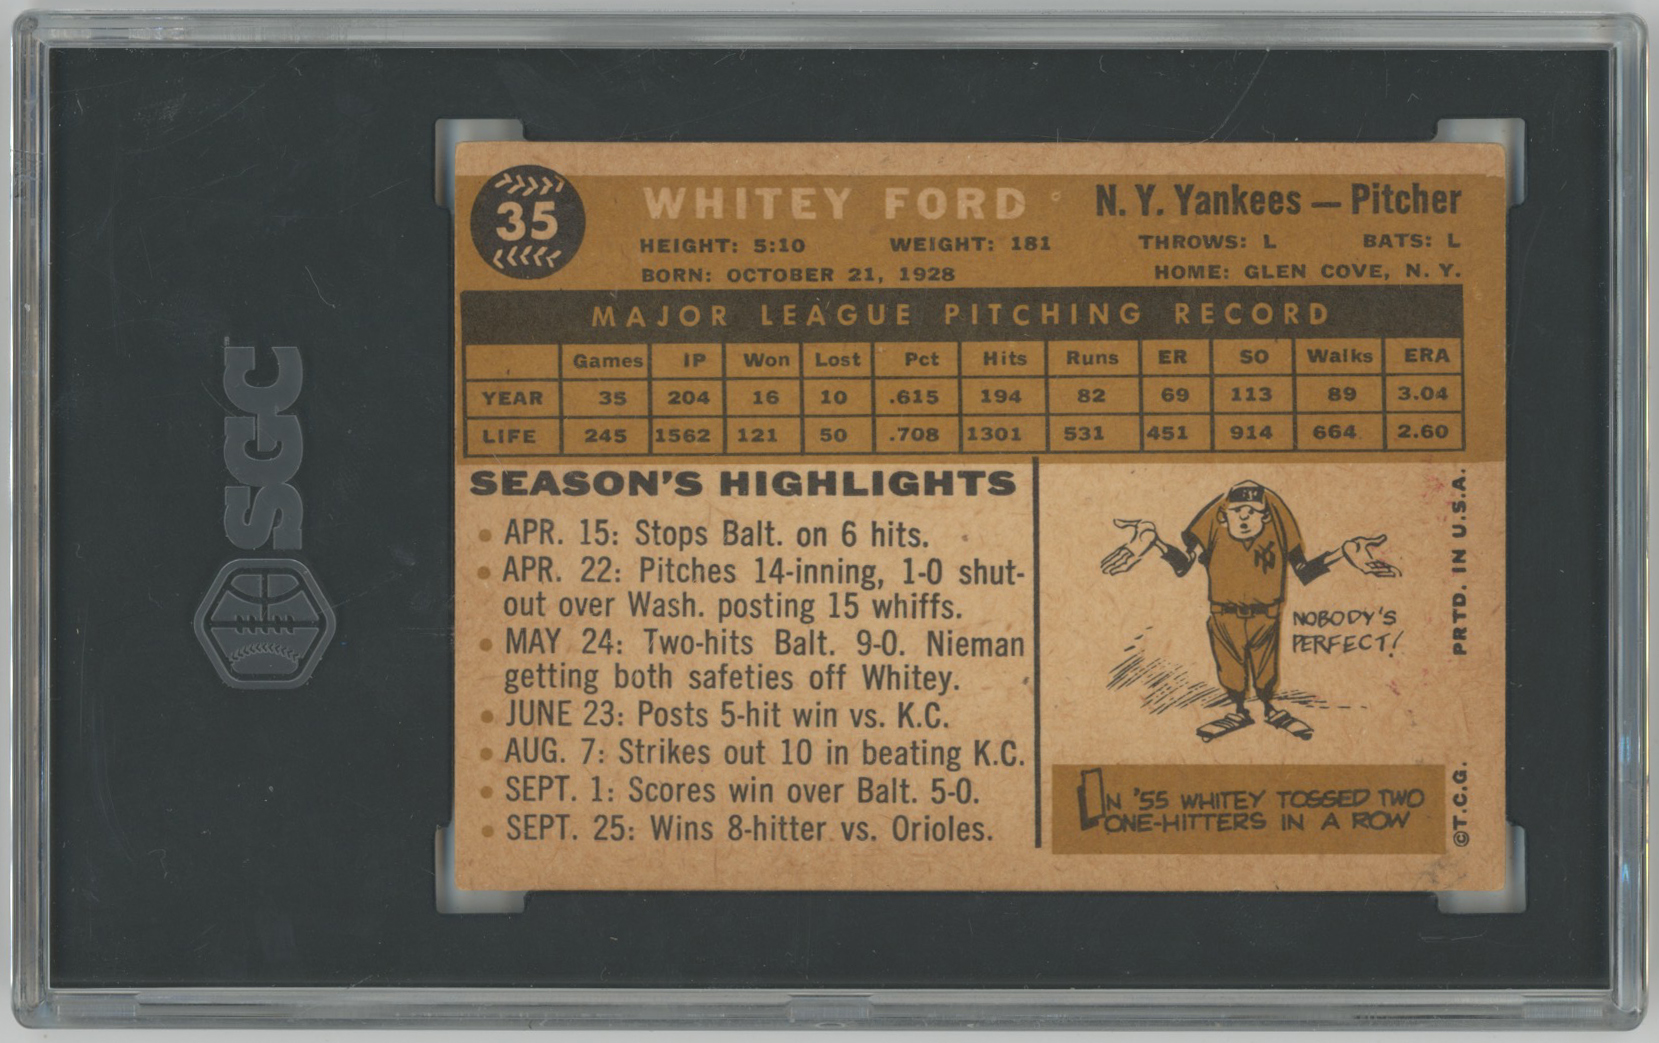 SGC
35
WHITEY FORD
N. Y. Yankees — Pitcher
HEIGHT: 5:10 WEIGHT: 181 THROWS: L BATS: L
BORN: OCTOBER 21, 1928 HOME: GLEN COVE, N. Y.
MAJOR LEAGUE PITCHING RECORD
Games IP Won Lost Pct Hits Runs ER SO Walks ERA
YEAR 35 204 16 10 .615 194 82 69 113 89 3.04
LIFE 245 1562 121 50 .708 1301 531 451 914 664 2.60
SEASON'S HIGHLIGHTS
• APR. 15: Stops Balt. on 6 hits.
• APR. 22: Pitches 14-inning, 1-0 shut-
out over Wash. posting 15 whiffs.
• MAY 24: Two-hits Balt. 9-0. Nieman
getting both safeties off Whitey.
• JUNE 23: Posts 5-hit win vs. K.C.
• AUG. 7: Strikes out 10 in beating K.C.
• SEPT. 1: Scores win over Balt. 5-0.
• SEPT. 25: Wins 8-hitter vs. Orioles.
NY
NOBODY'S
PERFECT!
IN '55 WHITEY TOSSED TWO
ONE-HITTERS IN A ROW
©T.C.G. PRTD. IN U.S.A.